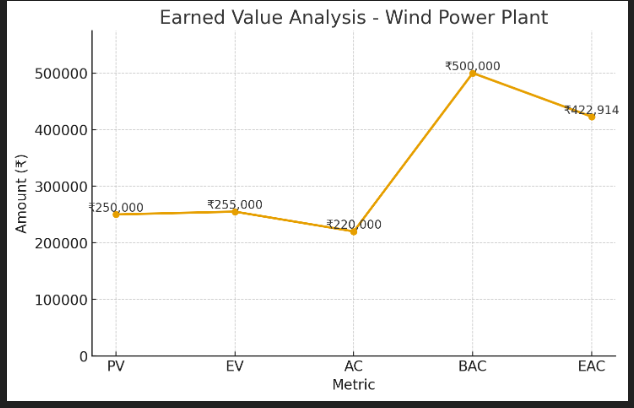 Earned Value Analysis - Wind Power Plant
₹500,000
500000
₹422,914
400000
300000
₹250,000
₹255,000
₹220,000
200000
100000
0
Amount (₹)
PV EV AC BAC EAC
Metric